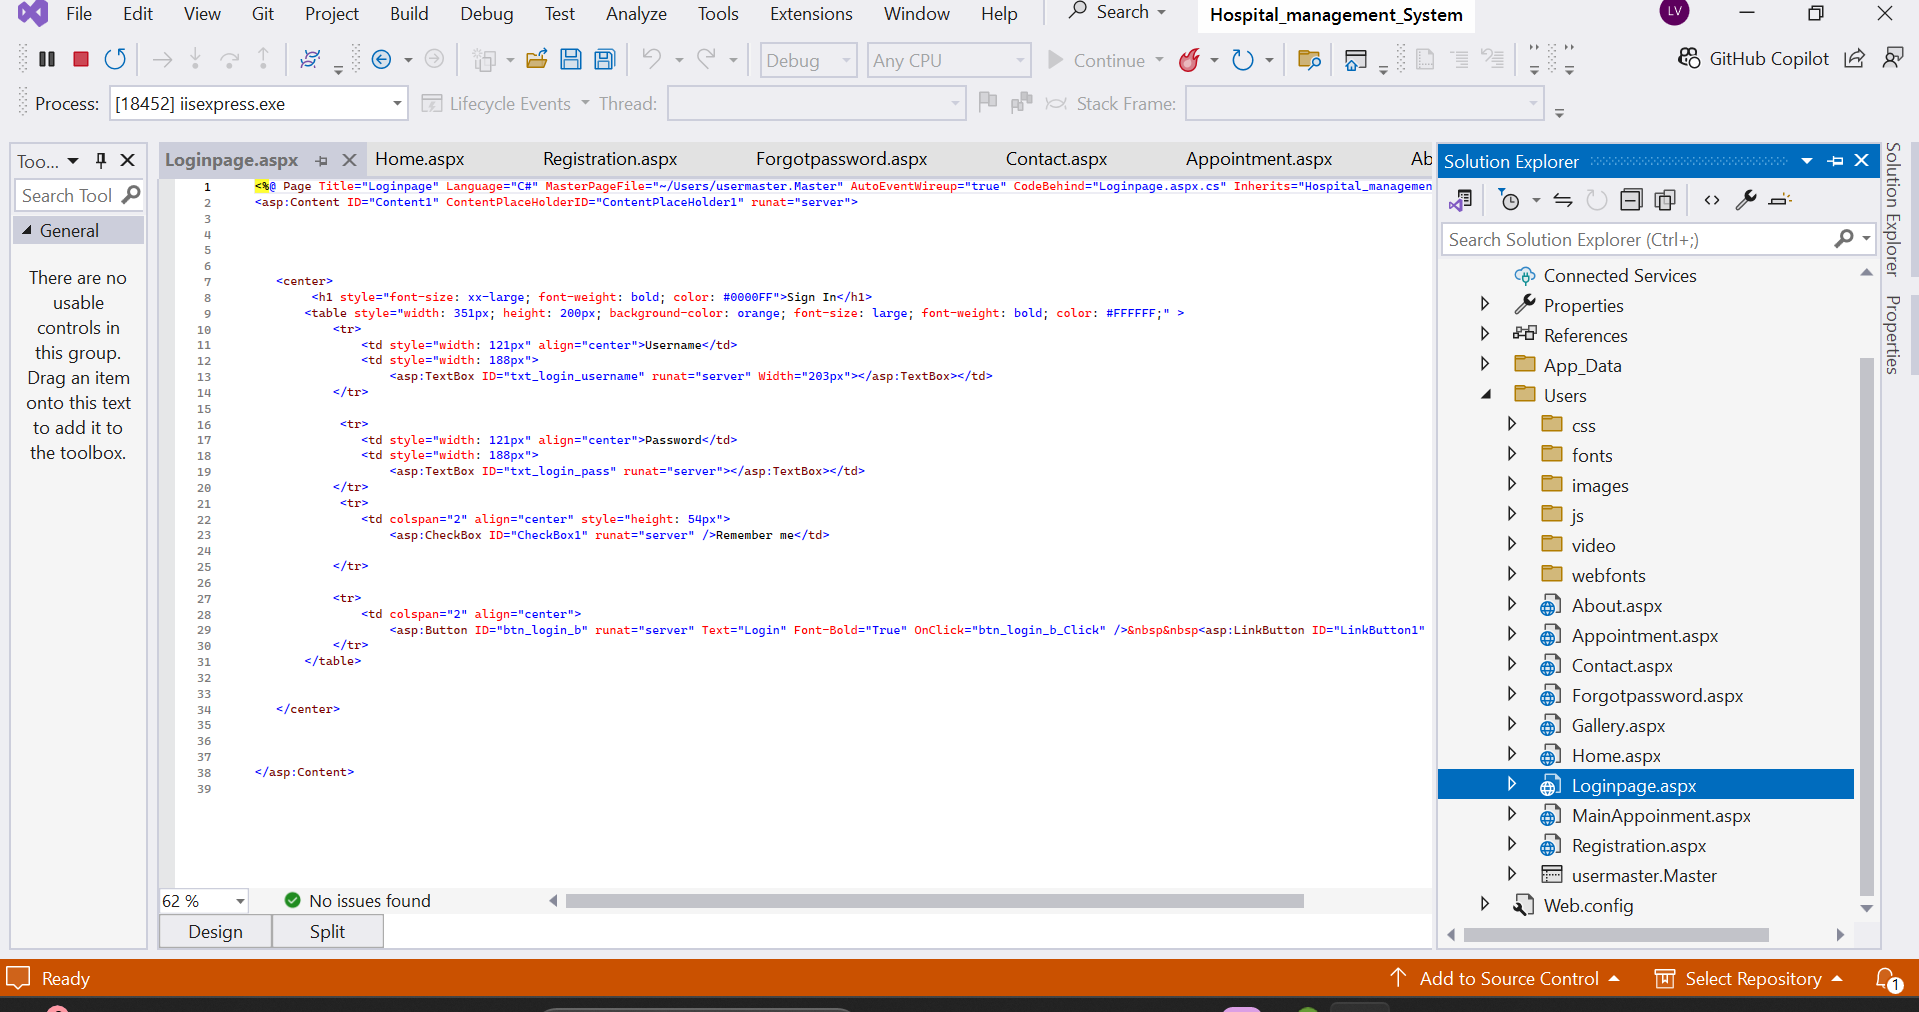 File Edit View Git Project Build Debug Test Analyze Tools Extensions Window Help Search Hospital_management_System LV
Debug Any CPU Continue GitHub Copilot
Process: [18452] iisexpress.exe Lifecycle Events Thread: Stack Frame:
Too...
Search Tool
General
There are no
usable
controls in
this group.
Drag an item
onto this text
to add it to
the toolbox.
Loginpage.aspx Home.aspx Registration.aspx Forgotpassword.aspx Contact.aspx Appointment.aspx Ab
1 <%@ Page Title="Loginpage" Language="C#" MasterPageFile="~/Users/usermaster.Master" AutoEventWireup="true" CodeBehind="Loginpage.aspx.cs" Inherits="Hospital_managemen
2 <asp:Content ID="Content1" ContentPlaceHolderID="ContentPlaceHolder1" runat="server">
3
4
5
6
7 <center>
8 <h1 style="font-size: xx-large; font-weight: bold; color: #0000FF">Sign In</h1>
9 <table style="width: 351px; height: 200px; background-color: orange; font-size: large; font-weight: bold; color: #FFFFFF;" >
10 <tr>
11 <td style="width: 121px" align="center">Username</td>
12 <td style="width: 188px">
13 <asp:TextBox ID="txt_login_username" runat="server" Width="203px"></asp:TextBox></td>
14 </tr>
15
16 <tr>
17 <td style="width: 121px" align="center">Password</td>
18 <td style="width: 188px">
19 <asp:TextBox ID="txt_login_pass" runat="server"></asp:TextBox></td>
20 </tr>
21 <tr>
22 <td colspan="2" align="center" style="height: 54px">
23 <asp:CheckBox ID="CheckBox1" runat="server" />Remember me</td>
24
25 </tr>
26
27 <tr>
28 <td colspan="2" align="center">
29 <asp:Button ID="btn_login_b" runat="server" Text="Login" Font-Bold="True" OnClick="btn_login_b_Click" />&nbsp&nbsp<asp:LinkButton ID="LinkButton1"
30 </tr>
31 </table>
32
33
34 </center>
35
36
37
38 </asp:Content>
39
62 % No issues found
Design Split
Solution Explorer
Search Solution Explorer (Ctrl+;)
Connected Services
Properties
References
App_Data
Users
css
fonts
images
js
video
webfonts
About.aspx
Appointment.aspx
Contact.aspx
Forgotpassword.aspx
Gallery.aspx
Home.aspx
Loginpage.aspx
MainAppoinment.aspx
Registration.aspx
usermaster.Master
Web.config
Solution Explorer
Properties
Ready Add to Source Control Select Repository 1